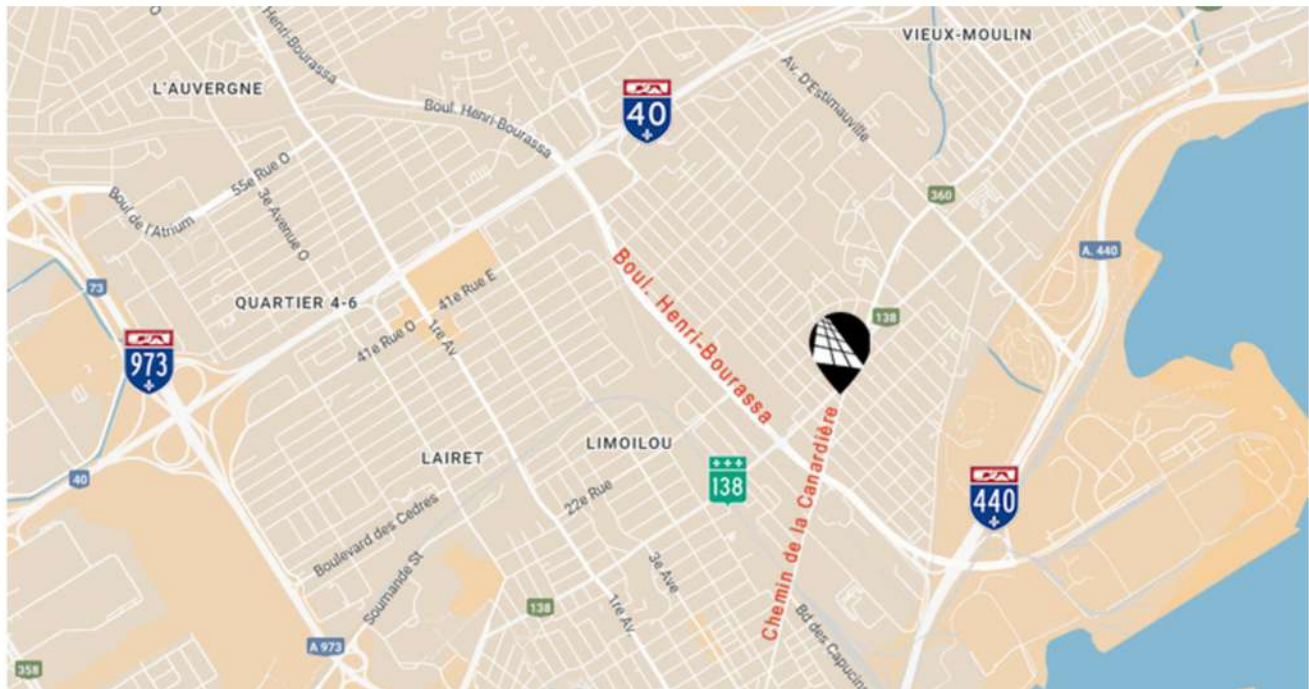 Henri-Bourassa
VIEUX-MOULIN
L'AUVERGNE
Av. D'Estimauville
Boul. Henri-Bourassa
40
55e Rue O
3e Avenue O
Boul de l'Atrium
360
A. 440
Boul. Henri-Bourassa
73
41e Rue E
QUARTIER 4-6
138
41e Rue O
1re Av
973
Chemin de la Canardière
LIMOILOU
LAIRET
138
40
440
22e Rue
Boulevard des Cedres
Soumande St
3e Ave
138
1re Av.
Bd des Capucins
A 973
358